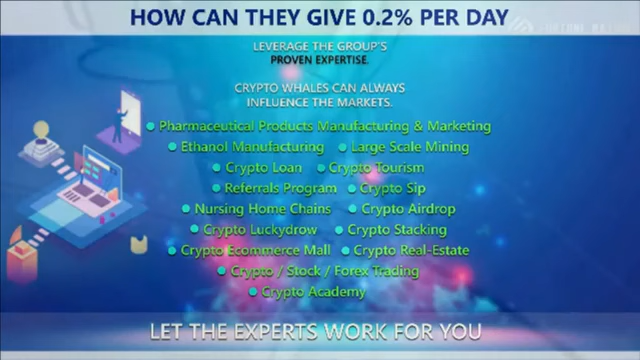 HOW CAN THEY GIVE 0.2% PER DAY
LEVERAGE THE GROUP'S
PROVEN EXPERTISE.
CRYPTO WHALES CAN ALWAYS
INFLUENCE THE MARKETS.
Pharmaceutical Products Manufacturing & Marketing
Ethanol Manufacturing Large Scale Mining
Crypto Loan Crypto Tourism
Referrals Program Crypto Sip
Nursing Home Chains Crypto Airdrop
Crypto Luckydrow Crypto Stacking
Crypto Ecommerce Mall Crypto Real-Estate
Crypto / Stock / Forex Trading
Crypto Academy
LET THE EXPERTS WORK FOR YOU